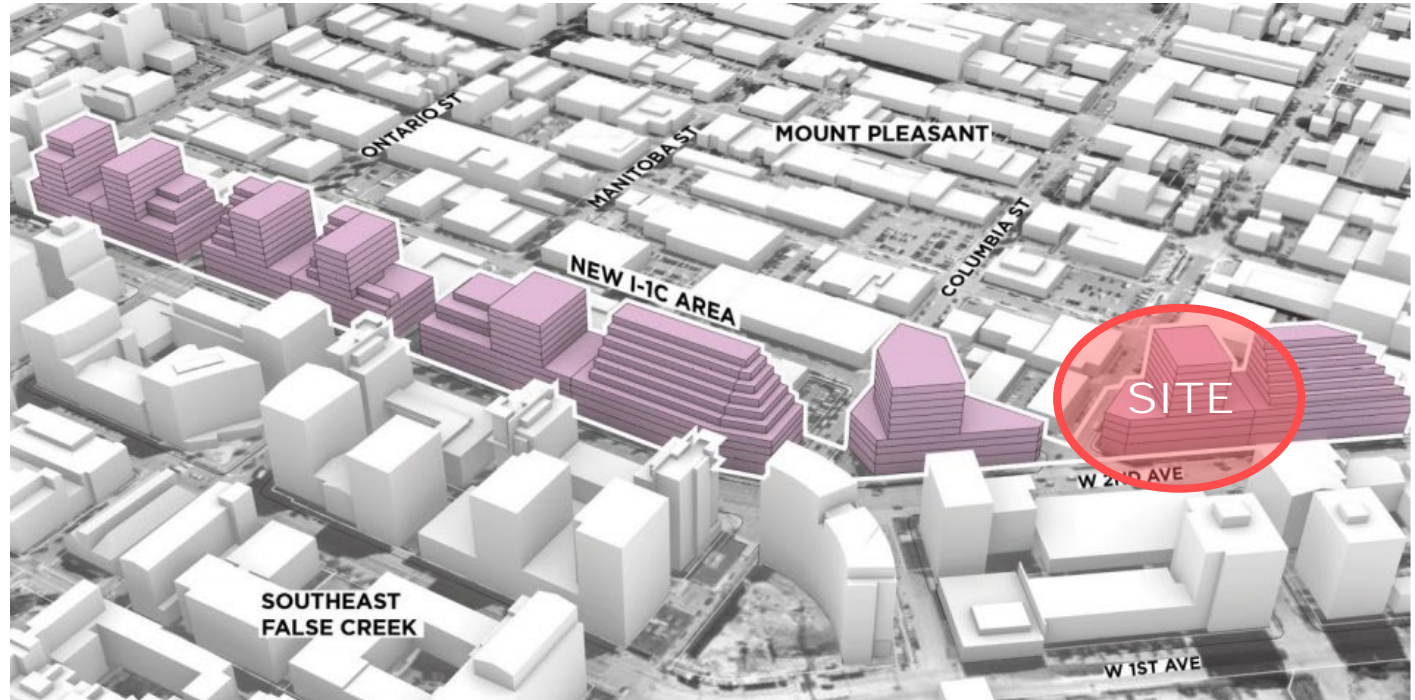 ONTARIO ST
MANITOBA ST
MOUNT PLEASANT
COLUMBIA ST
NEW I-1C AREA
SITE
W 2ND AVE
SOUTHEAST
FALSE CREEK
W 1ST AVE